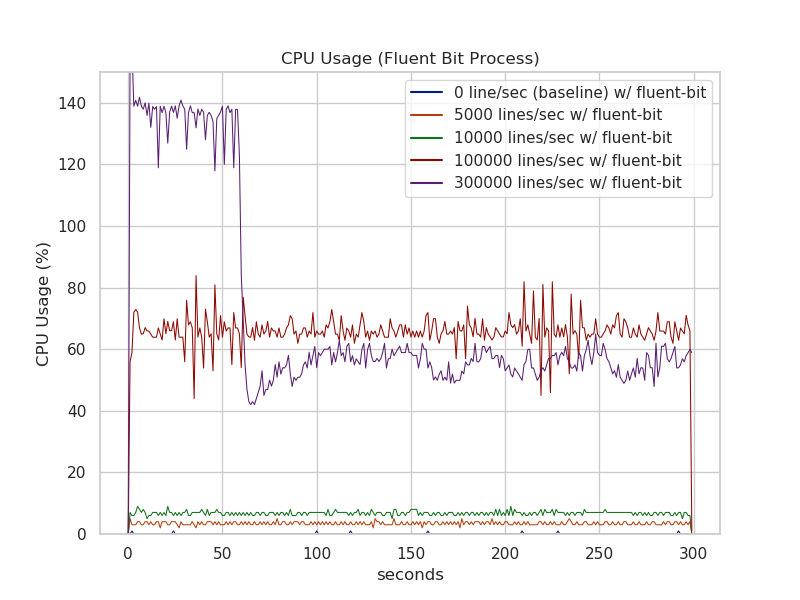 CPU Usage (Fluent Bit Process)
0 line/sec (baseline) w/ fluent-bit
5000 lines/sec w/ fluent-bit
10000 lines/sec w/ fluent-bit
100000 lines/sec w/ fluent-bit
300000 lines/sec w/ fluent-bit
CPU Usage (%)
140
120
100
80
60
40
20
0
0 50 100 150 200 250 300
seconds